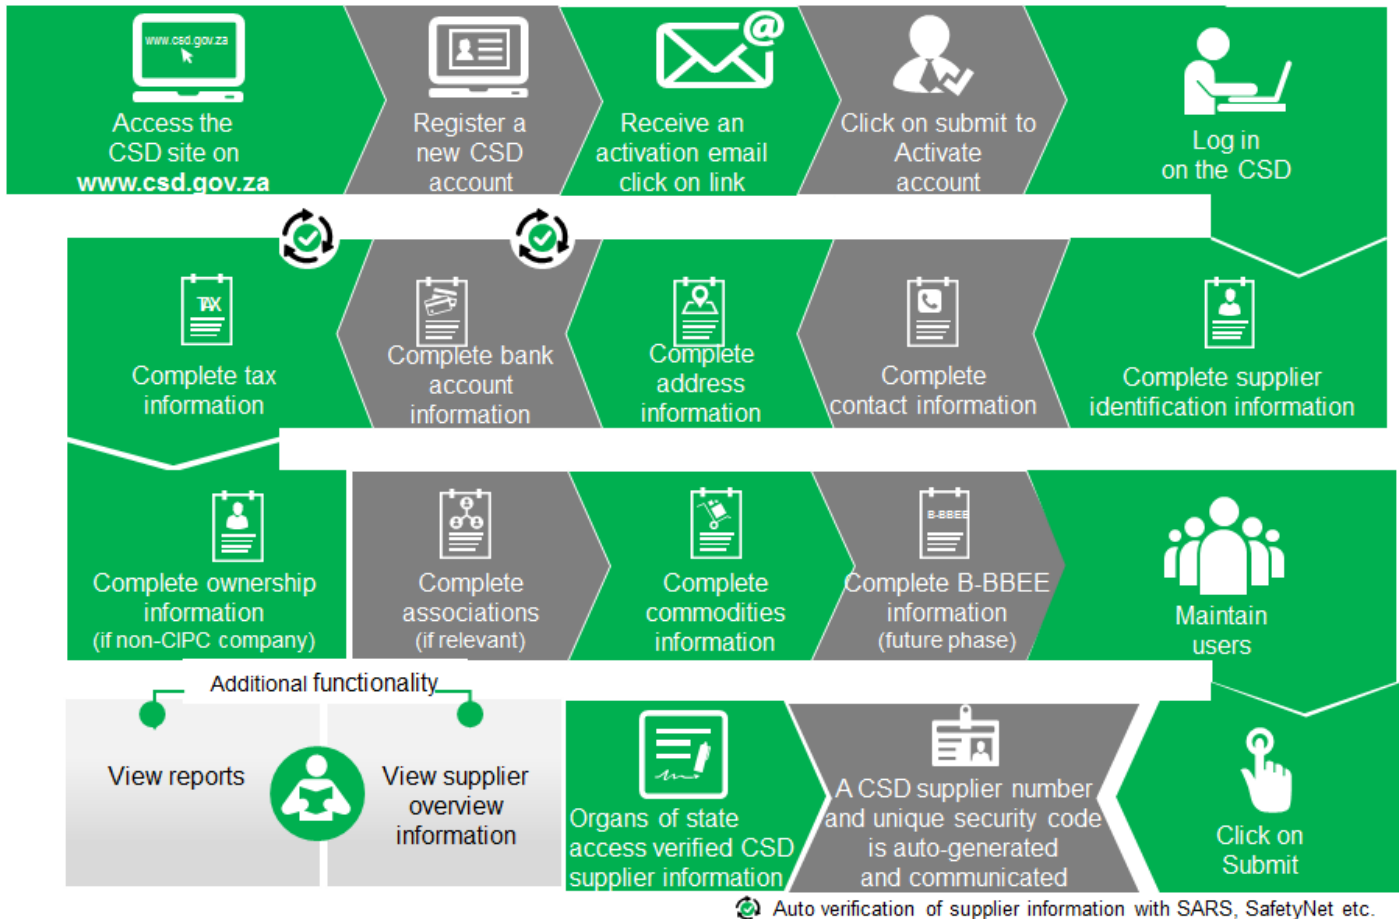 www.csd.gov.za
Access the
CSD site on
www.csd.gov.za
Register a
new CSD
account
Receive an
activation email
click on link
Click on submit to
Activate
account
Log in
on the CSD
Complete supplier
identification information
Complete
contact information
Complete
address
information
Complete bank
account
information
TAX
Complete tax
information
Complete ownership
information
(if non-CIPC company)
Complete
associations
(if relevant)
Complete
commodities
information
B-BBEE
Complete B-BBEE
information
(future phase)
Maintain
users
Click on
Submit
A CSD supplier number
and unique security code
is auto-generated
and communicated
Organs of state
access verified CSD
supplier information
Additional functionality
View reports
View supplier
overview
information
Auto verification of supplier information with SARS, SafetyNet etc.